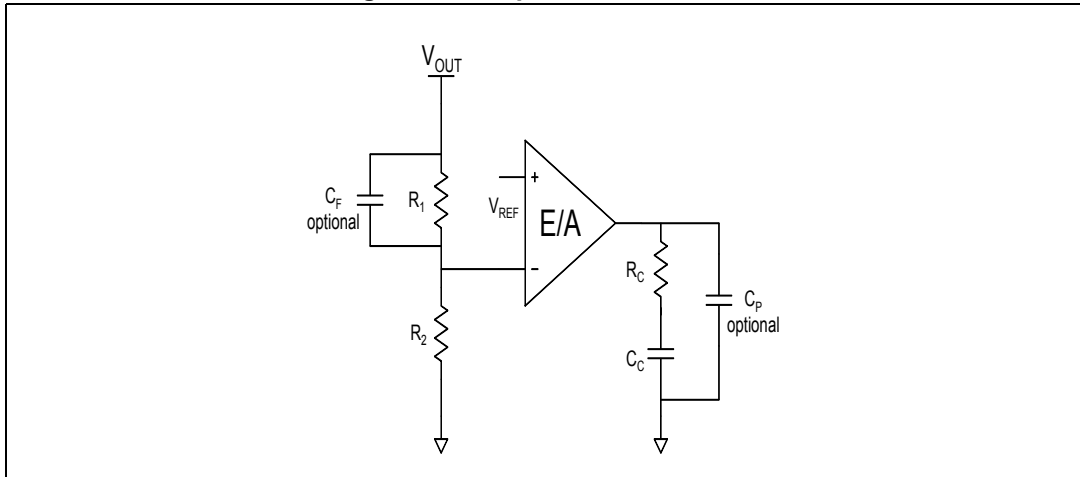 V_OUT
C_F
optional
R_1
V_REF
+
-
E/A
R_2
R_C
C_C
C_P
optional